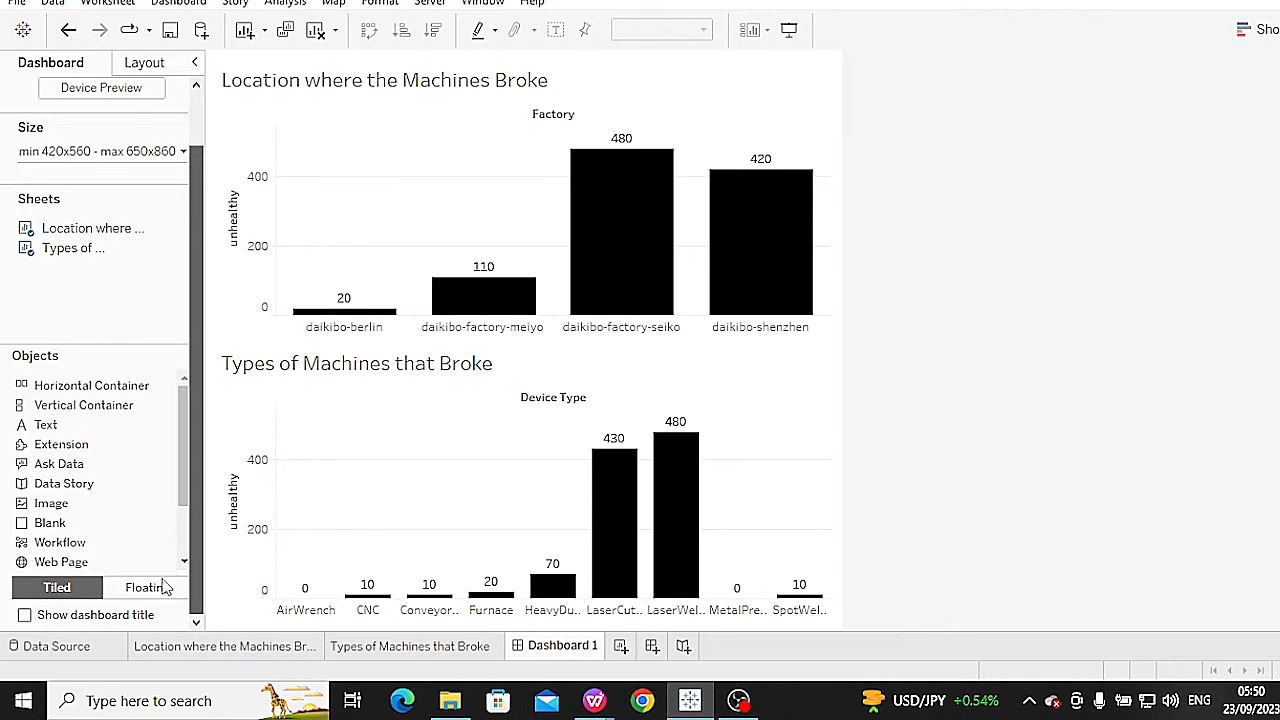 Data Worksheet Dashboard Story Analysis Map Format Server Window Help
Sho
Dashboard Layout
Device Preview
Size
min 420x560 - max 650x860
Sheets
Location where ...
Types of ...
Objects
Horizontal Container
Vertical Container
Text
Extension
Ask Data
Data Story
Image
Blank
Workflow
Web Page
Tiled Floatin
Show dashboard title
Location where the Machines Broke
Factory
unhealthy
400
200
0
20
110
480
420
daikibo-berlin daikibo-factory-meiyo daikibo-factory-seiko daikibo-shenzhen
Types of Machines that Broke
Device Type
unhealthy
400
200
0
0 10 10 20 70 430 480 0 10
AirWrench CNC Conveyor.. Furnace HeavyDu.. LaserCut.. LaserWel.. MetalPre.. SpotWel..
Data Source Location where the Machines Br... Types of Machines that Broke Dashboard 1
Type here to search
USD/JPY +0.54%
ENG
05:50
23/09/2023